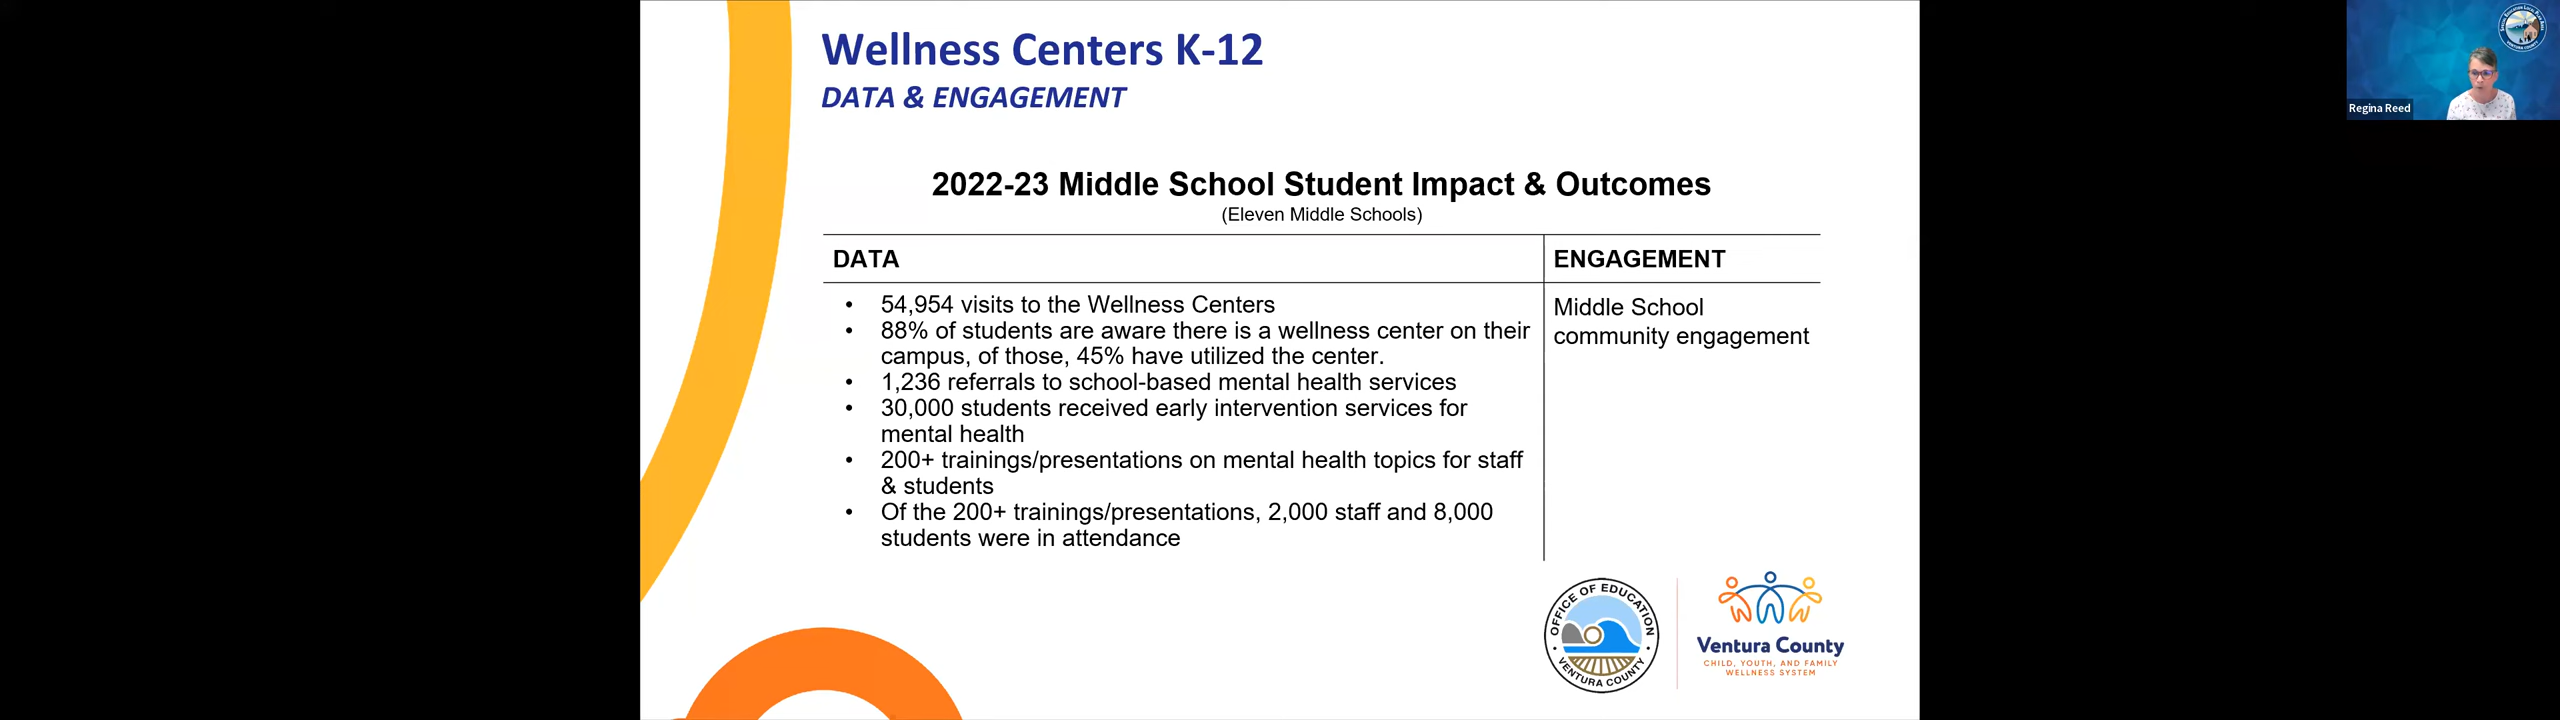 Wellness Centers K-12
DATA & ENGAGEMENT
2022-23 Middle School Student Impact & Outcomes
(Eleven Middle Schools)
DATA
ENGAGEMENT
• 54,954 visits to the Wellness Centers
• 88% of students are aware there is a wellness center on their
campus, of those, 45% have utilized the center.
• 1,236 referrals to school-based mental health services
• 30,000 students received early intervention services for
mental health
• 200+ trainings/presentations on mental health topics for staff
& students
• Of the 200+ trainings/presentations, 2,000 staff and 8,000
students were in attendance
Middle School
community engagement
OFFICE OF EDUCATION
VENTURA COUNTY
Ventura County
CHILD, YOUTH, AND FAMILY
WELLNESS SYSTEM
Regina Reed
VENTURA COUNTY